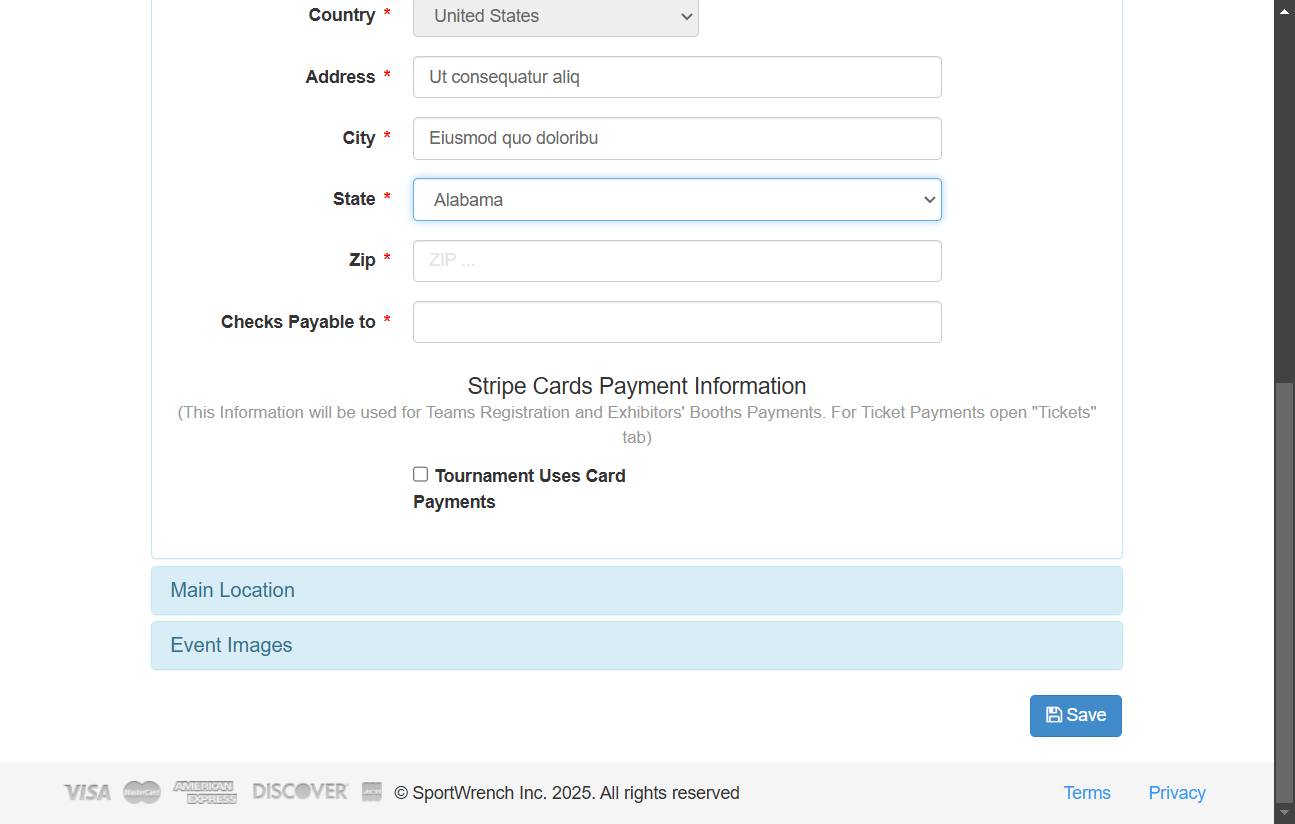 Country *
United States
Address *
Ut consequatur aliq
City *
Eiusmod quo doloribu
State *
Alabama
Zip *
ZIP ...
Checks Payable to *
Stripe Cards Payment Information
(This Information will be used for Teams Registration and Exhibitors' Booths Payments. For Ticket Payments open "Tickets"
tab)
Tournament Uses Card
Payments
Main Location
Event Images
Save
VISA MasterCard AMERICAN EXPRESS DISCOVER © SportWrench Inc. 2025. All rights reserved Terms Privacy